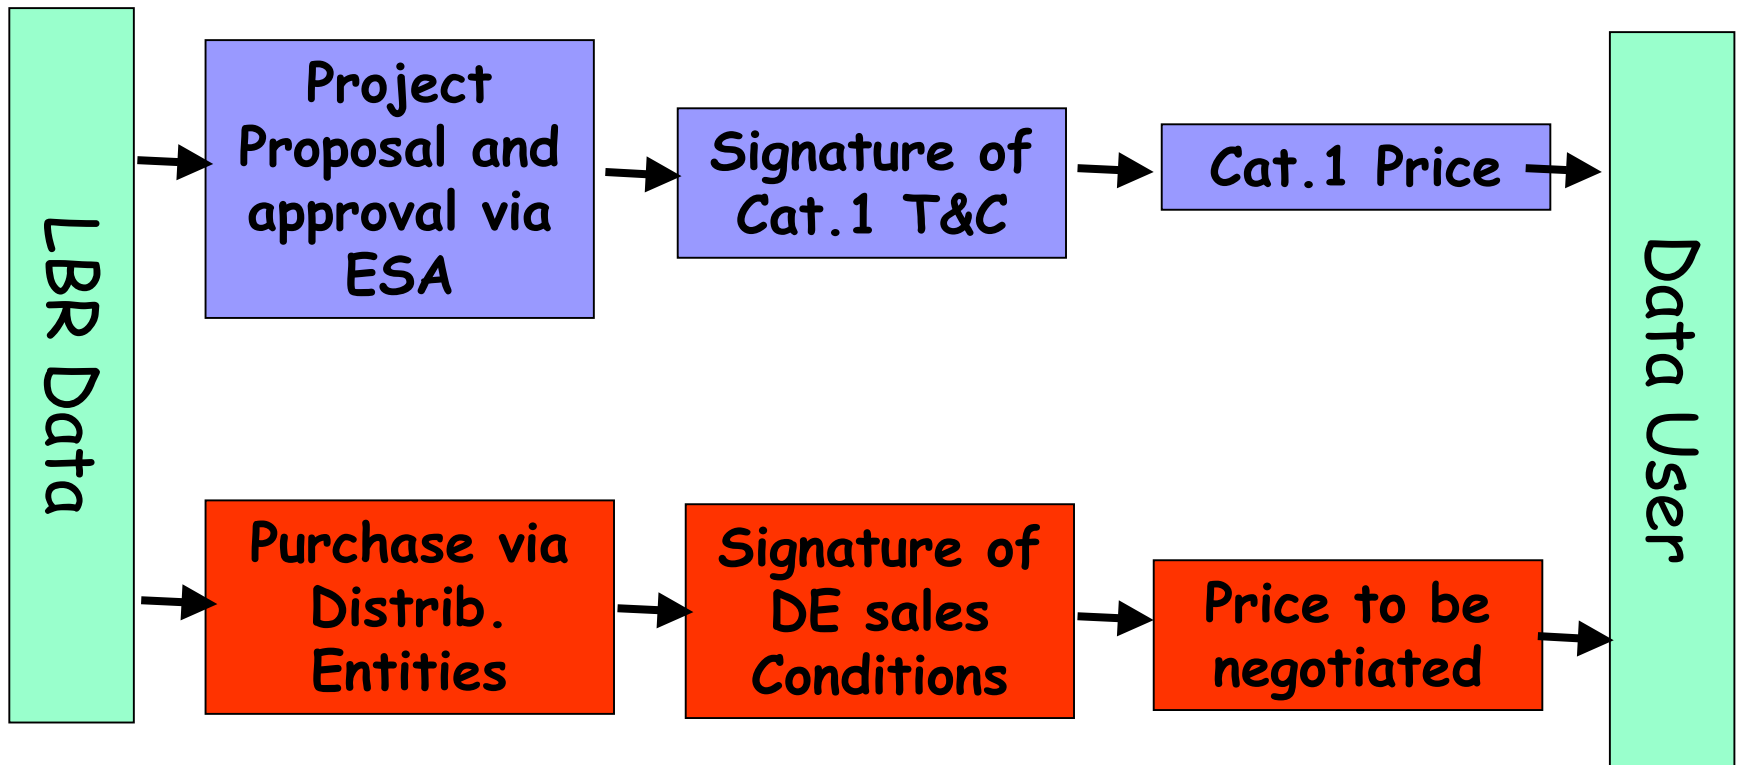 LBR Data
Project
Proposal and
approval via
ESA
Signature of
Cat.1 T&C
Cat.1 Price
Purchase via
Distrib.
Entities
Signature of
DE sales
Conditions
Price to be
negotiated
Data User